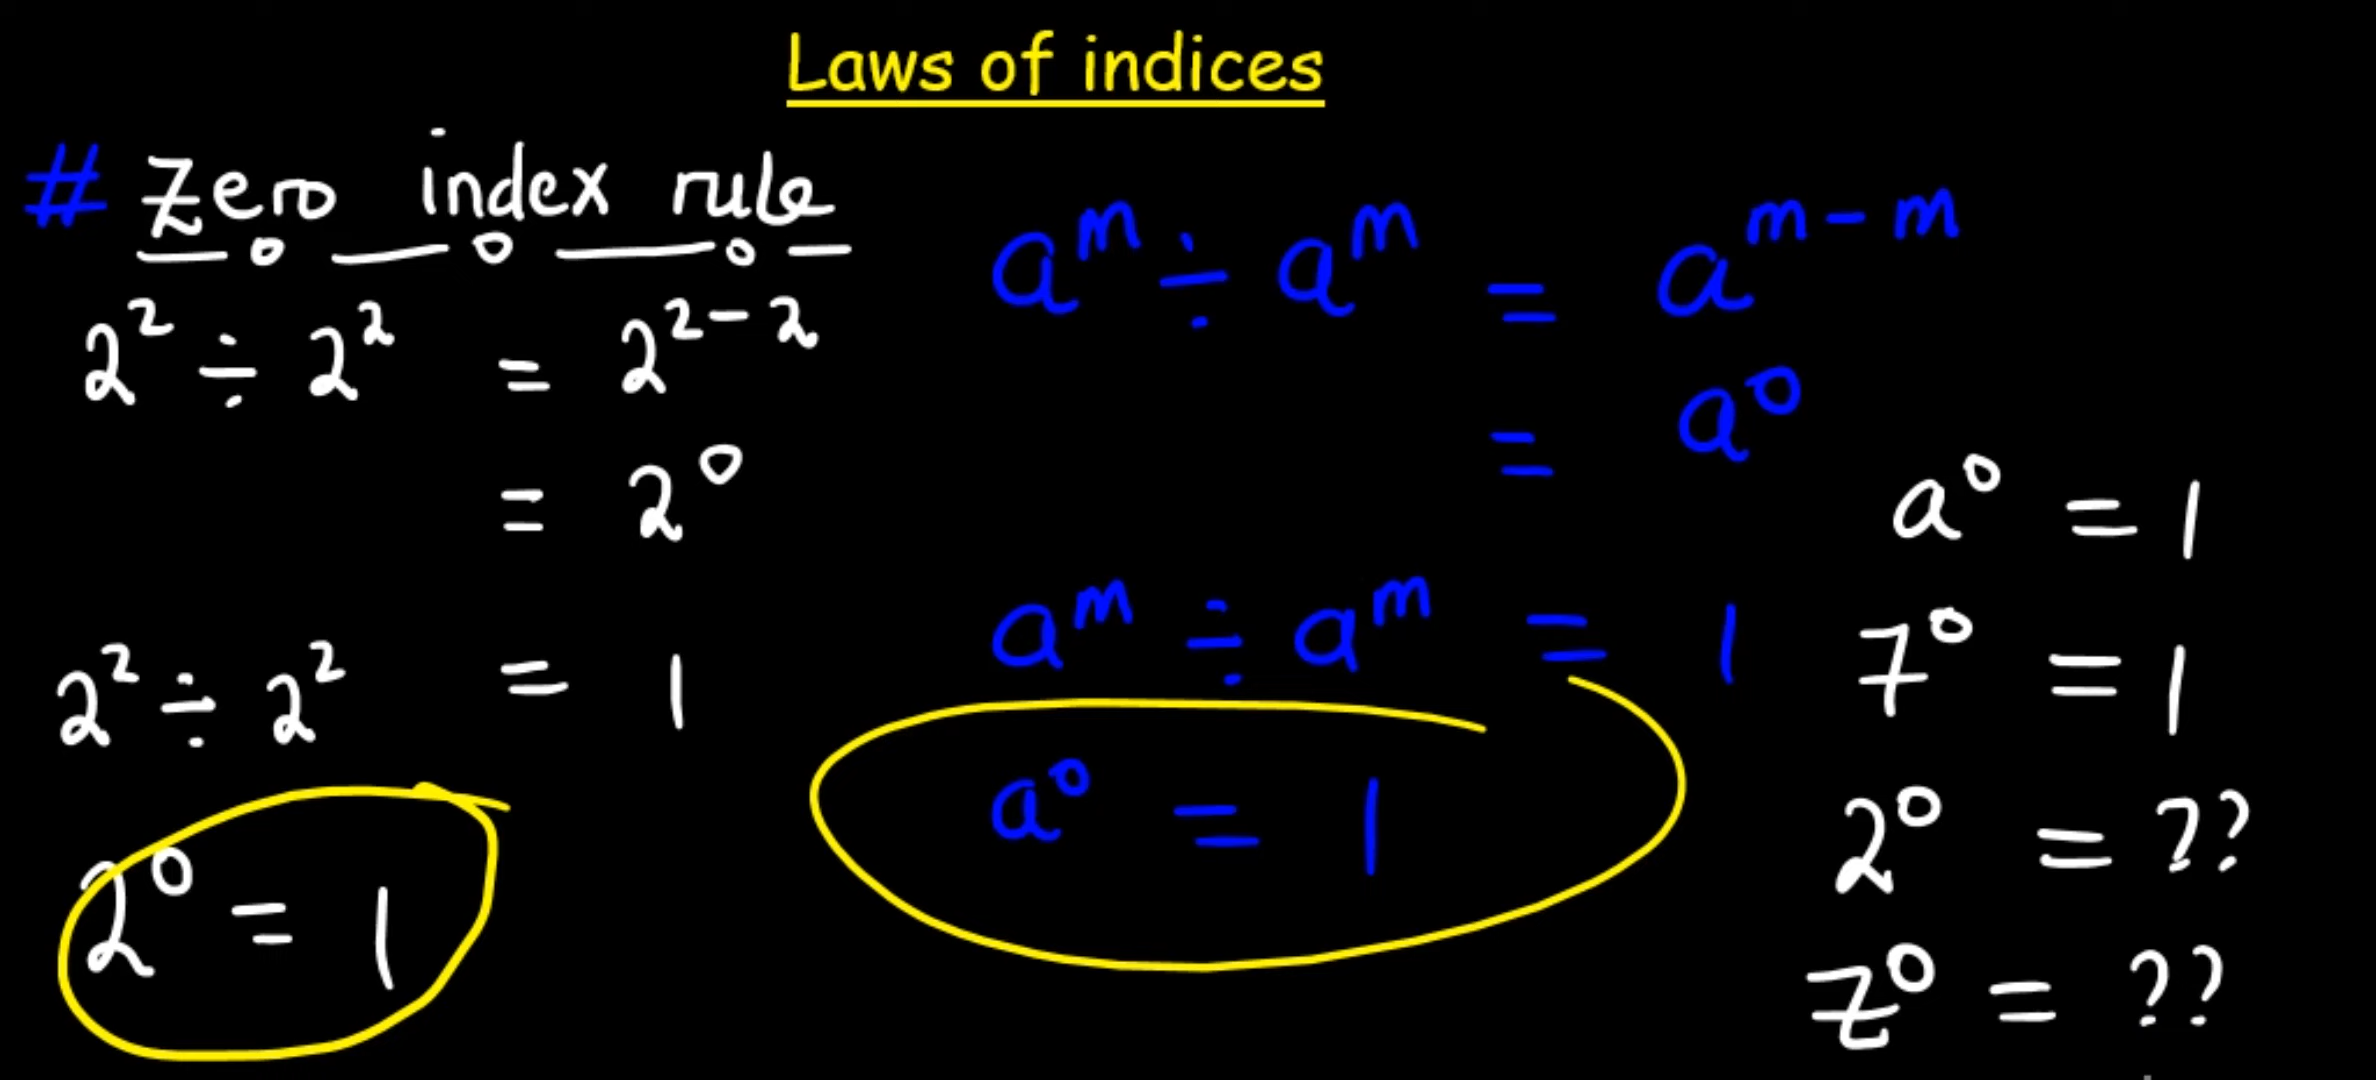 Laws of indices
# Zero index rule
2² ÷ 2² = 2²⁻²
= 2⁰
2² ÷ 2² = 1
2⁰ = 1
aᵐ ÷ aᵐ = aᵐ⁻ᵐ
= a⁰
aᵐ ÷ aᵐ = 1
a⁰ = 1
a⁰ = 1
7⁰ = 1
2⁰ = ??
Z⁰ = ??